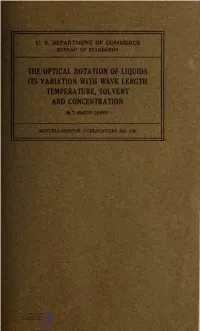 U. S. DEPARTMENT OF COMMERCE
BUREAU OF STANDARDS
THE OPTICAL ROTATION OF LIQUIDS
ITS VARIATION WITH WAVE LENGTH
TEMPERATURE, SOLVENT
AND CONCENTRATION
By T. MARTIN LOWRY
MISCELLANEOUS PUBLICATION No. 118